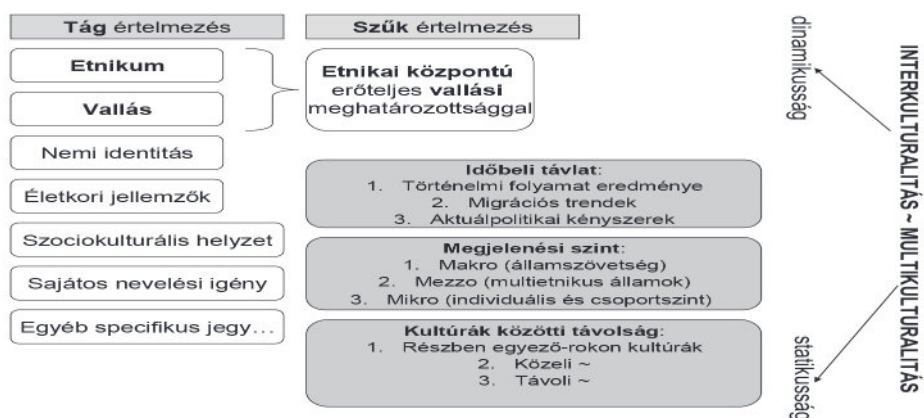 Tág értelmezés
Etnikum
Vallás
Nemi identitás
Életkori jellemzők
Szociokulturális helyzet
Sajátos nevelési igény
Egyéb specifikus jegy…
Szűk értelmezés
Etnikai központú
erőteljes vallási
meghatározottsággal
Időbeli távlat:
1. Történelmi folyamat eredménye
2. Migrációs trendek
3. Aktuálpolitikai kényszerek
Megjelenési szint:
1. Makro (államszövetség)
2. Mezzo (multietnikus államok)
3. Mikro (individuális és csoportszint)
Kultúrák közötti távolság:
1. Részben egyező-rokon kultúrák
2. Közeli ~
3. Távoli ~
dinamikusság
statikusság
INTERKULTURALITÁS ~ MULTIKULTURALITÁS